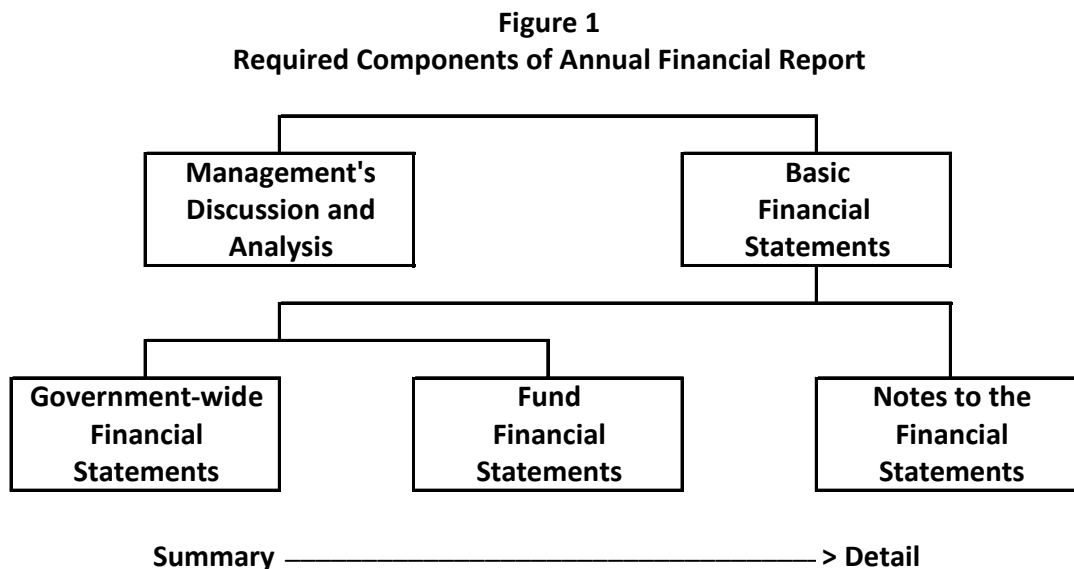 Figure 1
Required Components of Annual Financial Report
Management's
Discussion and
Analysis
Basic
Financial
Statements
Government-wide
Financial
Statements
Fund
Financial
Statements
Notes to the
Financial
Statements
Summary ________________________________________ > Detail